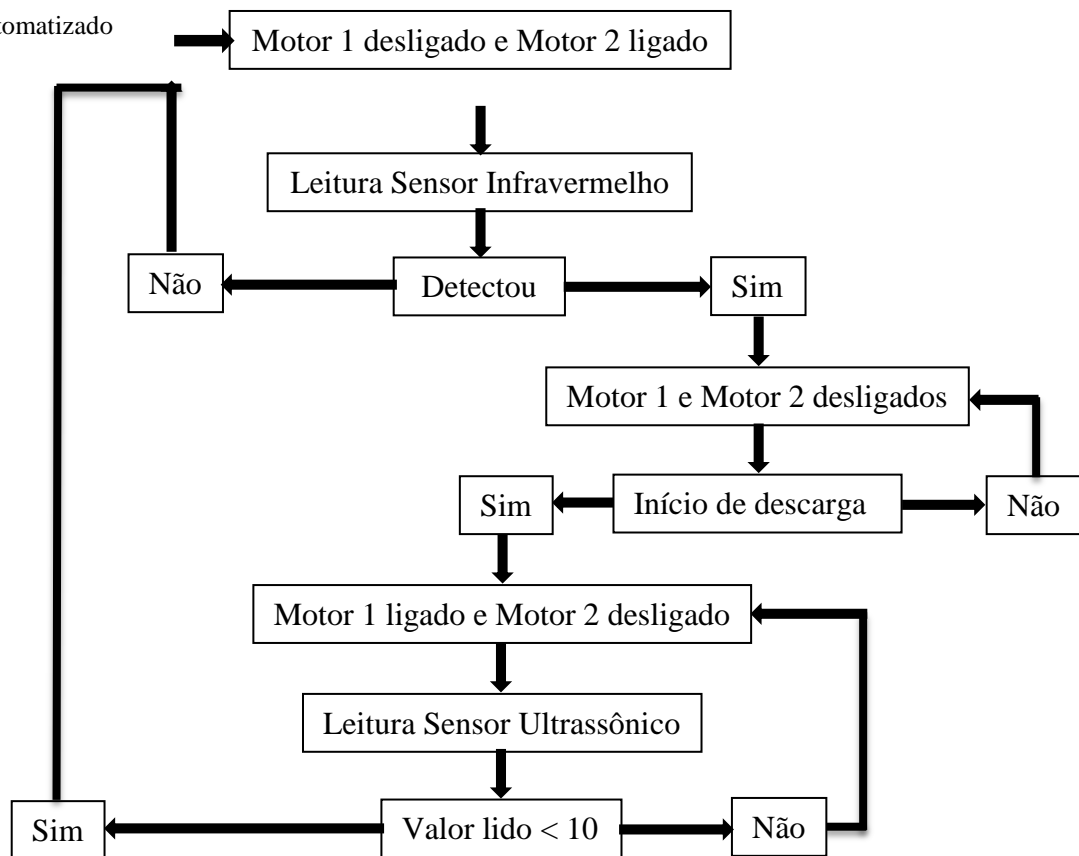 Motor 1 desligado e Motor 2 ligado
Leitura Sensor Infravermelho
Não
Detectou
Sim
Motor 1 e Motor 2 desligados
Sim
Início de descarga
Não
Motor 1 ligado e Motor 2 desligado
Leitura Sensor Ultrassônico
Sim
Valor lido < 10
Não